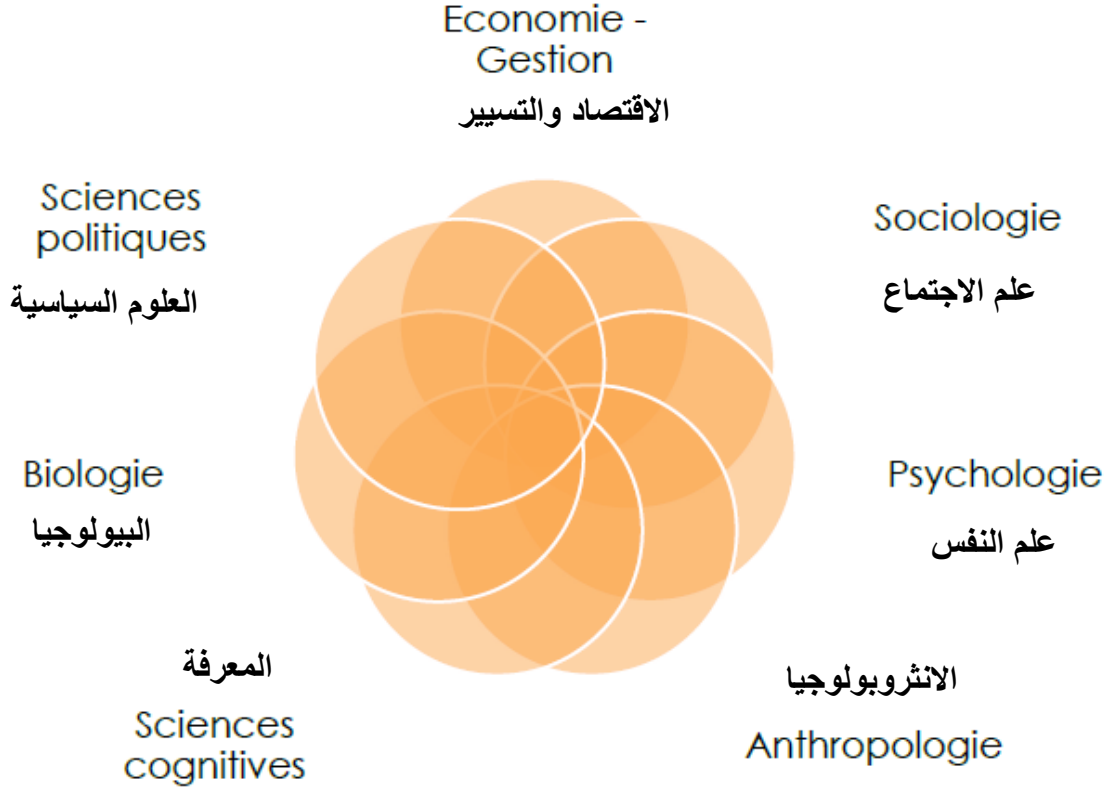 Economie -
Gestion
الاقتصاد والتسيير
Sciences
politiques
العلوم السياسية
Sociologie
علم الاجتماع
Biologie
البيولوجيا
Psychologie
علم النفس
المعرفة
Sciences
cognitives
الانثروبولوجيا
Anthropologie